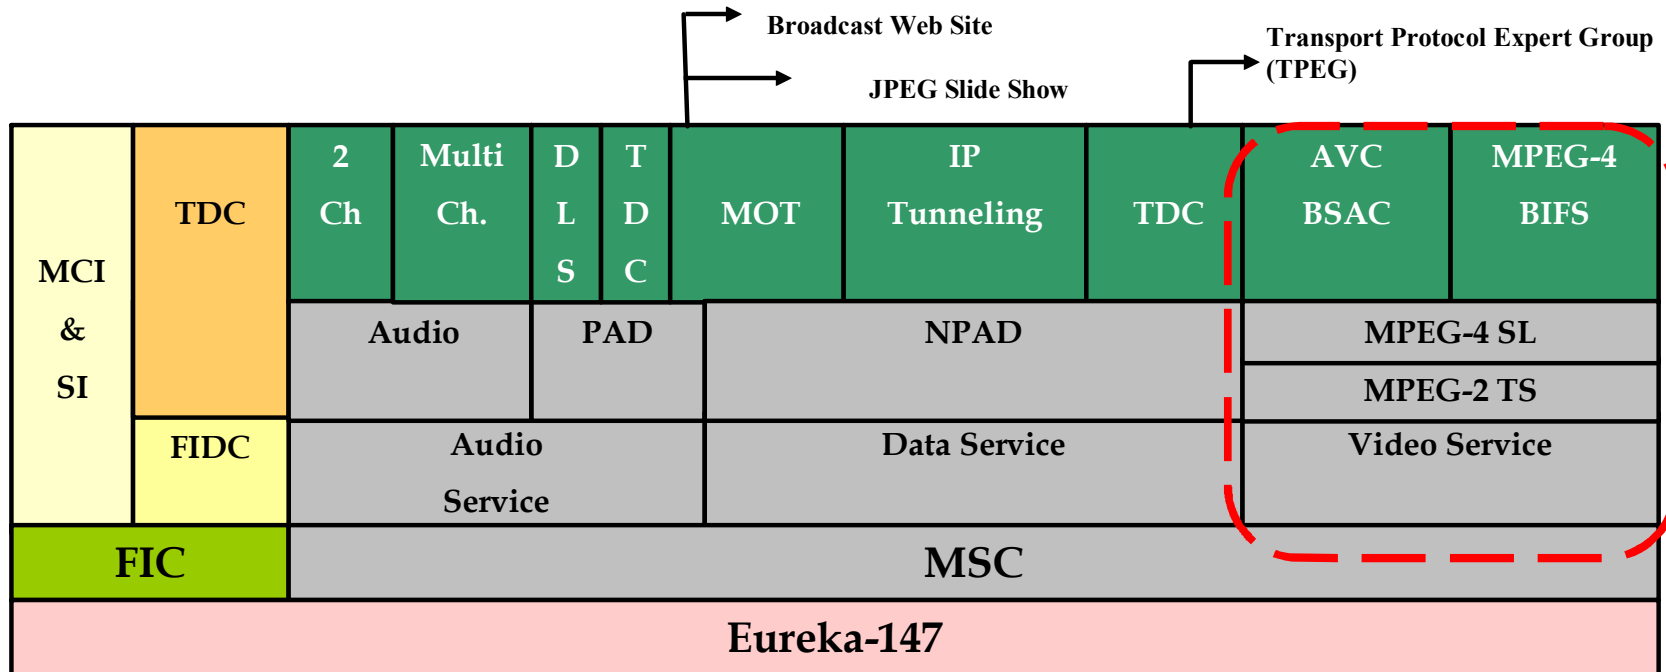 Broadcast Web Site
JPEG Slide Show
Transport Protocol Expert Group
(TPEG)
MCI
&
SI
TDC
FIDC
2
Ch
Multi
Ch.
D
L
S
T
D
C
MOT
IP
Tunneling
TDC
AVC
BSAC
MPEG-4
BIFS
Audio
PAD
NPAD
MPEG-4 SL
MPEG-2 TS
Audio
Service
Data Service
Video Service
FIC
MSC
Eureka-147